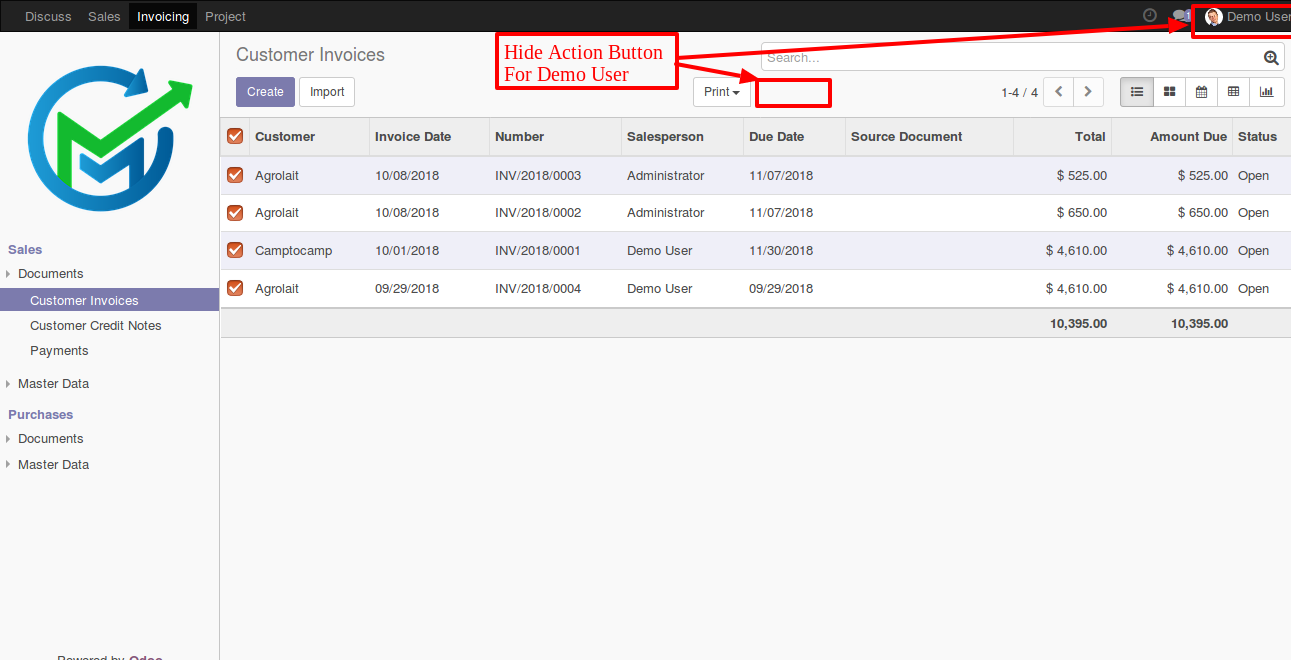 Discuss Sales Invoicing Project 1 Demo User
Customer Invoices
Hide Action Button
For Demo User
Search...
Create Import Print 1-4 / 4
Customer Invoice Date Number Salesperson Due Date Source Document Total Amount Due Status
Agrolait 10/08/2018 INV/2018/0003 Administrator 11/07/2018 $ 525.00 $ 525.00 Open
Agrolait 10/08/2018 INV/2018/0002 Administrator 11/07/2018 $ 650.00 $ 650.00 Open
Camptocamp 10/01/2018 INV/2018/0001 Demo User 11/30/2018 $ 4,610.00 $ 4,610.00 Open
Agrolait 09/29/2018 INV/2018/0004 Demo User 09/29/2018 $ 4,610.00 $ 4,610.00 Open
10,395.00 10,395.00
Sales
Documents
Customer Invoices
Customer Credit Notes
Payments
Master Data
Purchases
Documents
Master Data
Powered by Odoo